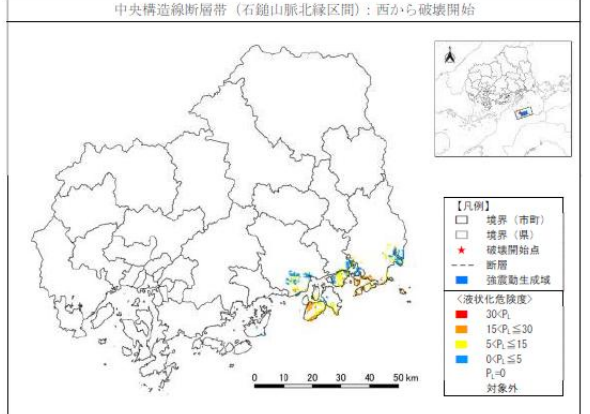 中央構造線断層帯（石鎚山脈北縁区間）：西から破壊開始
N
【凡例】
境界（市町）
境界（県）
破壊開始点
断層
強震動生成域
<液状化危険度>
30<PL
15<PL≦30
5<PL≦15
0<PL≦5
PL=0
対象外
0 10 20 30 40 50 km